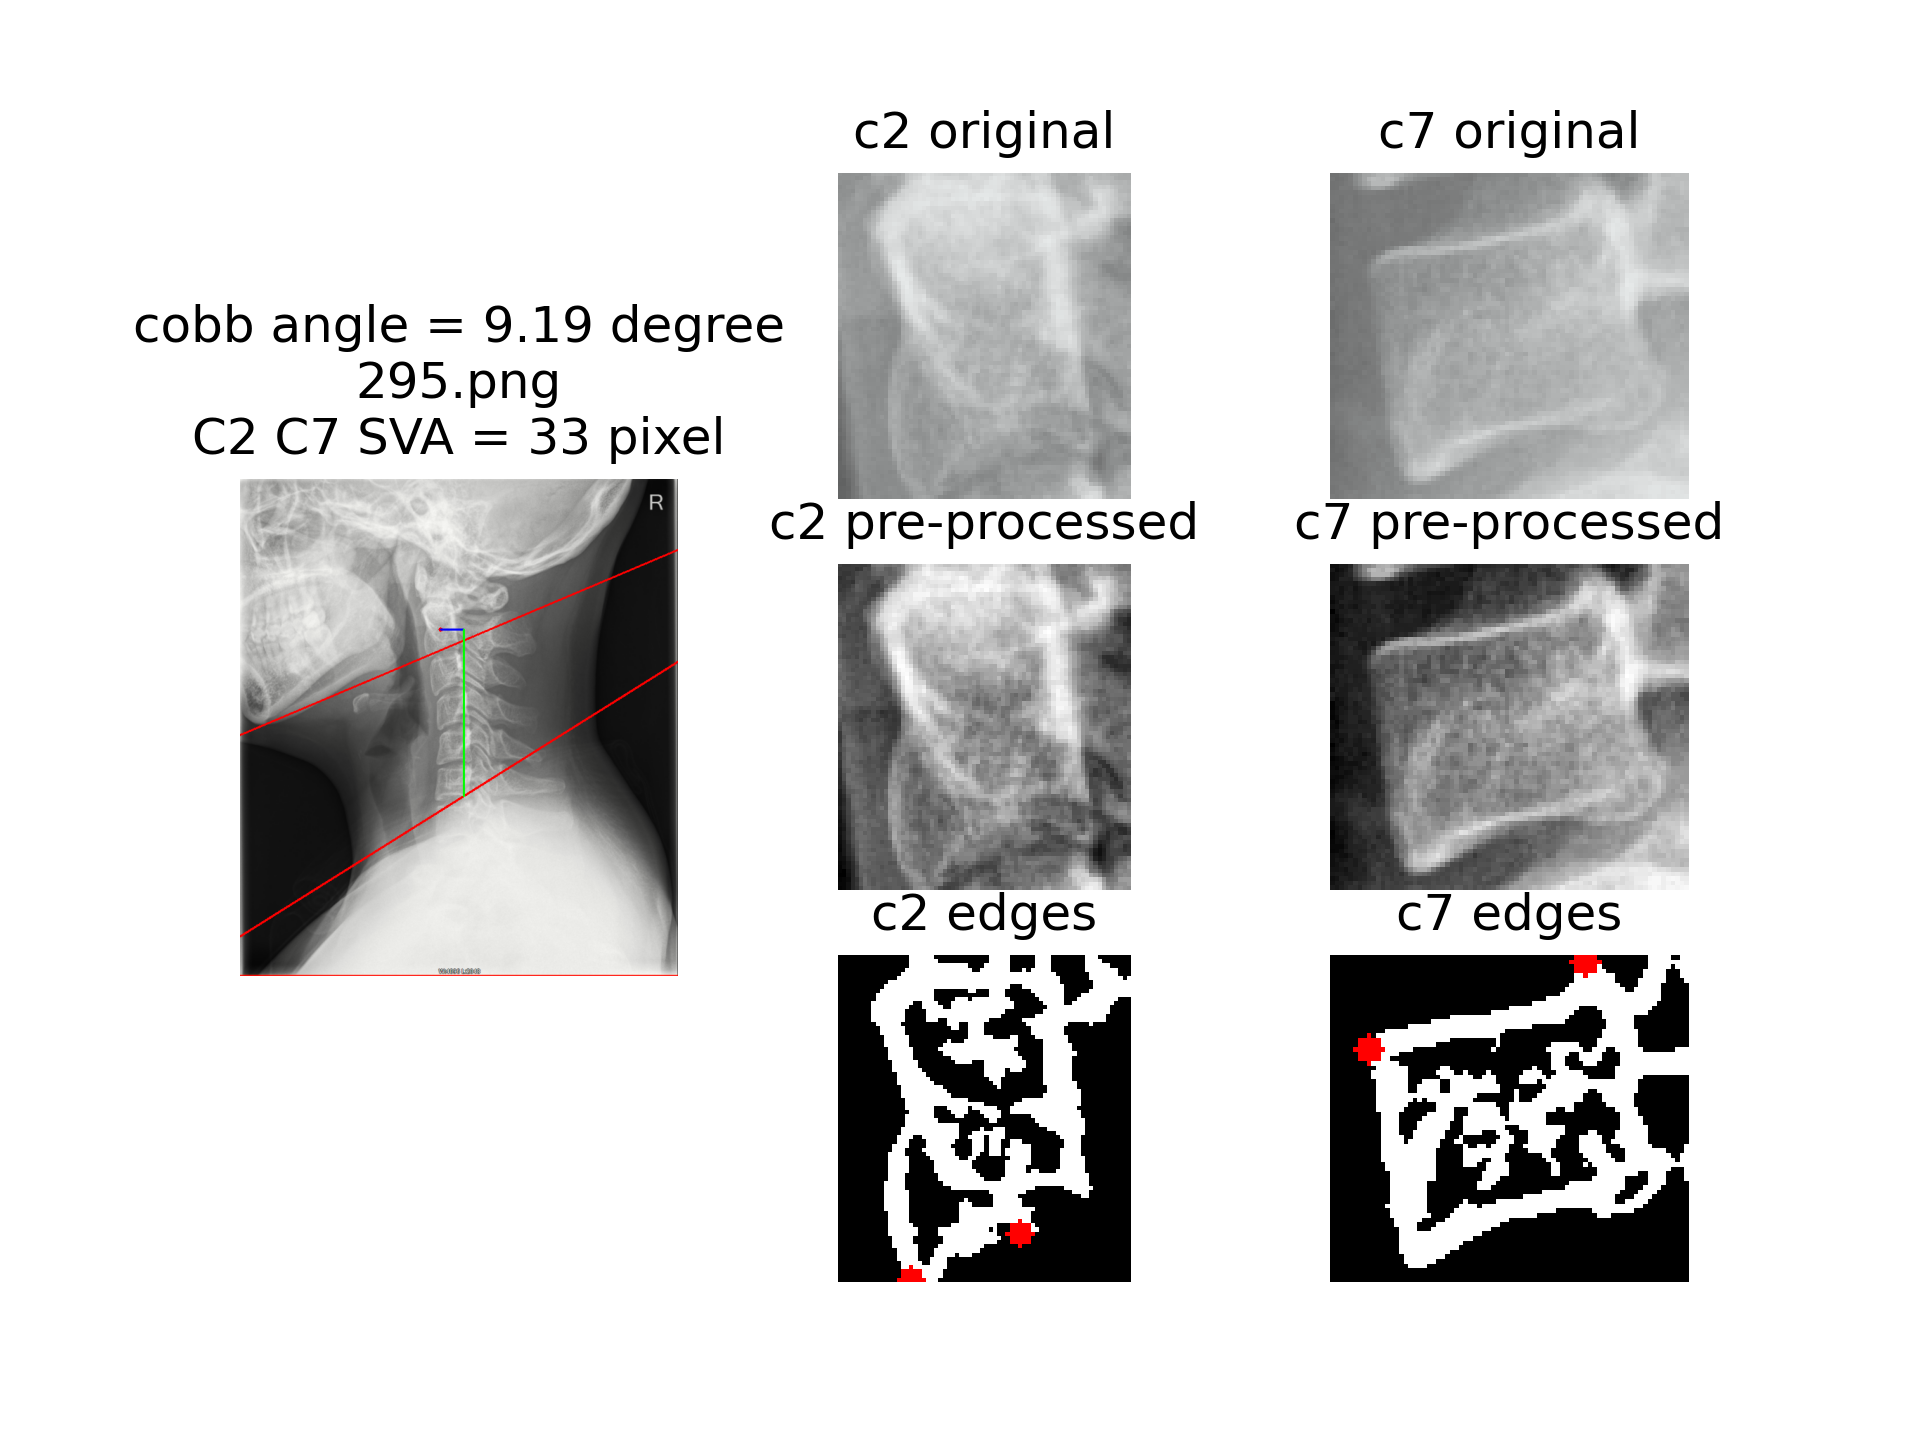 cobb angle = 9.19 degree
295.png
C2 C7 SVA = 33 pixel
R
c2 original
c7 original
c2 pre-processed
c7 pre-processed
c2 edges
c7 edges